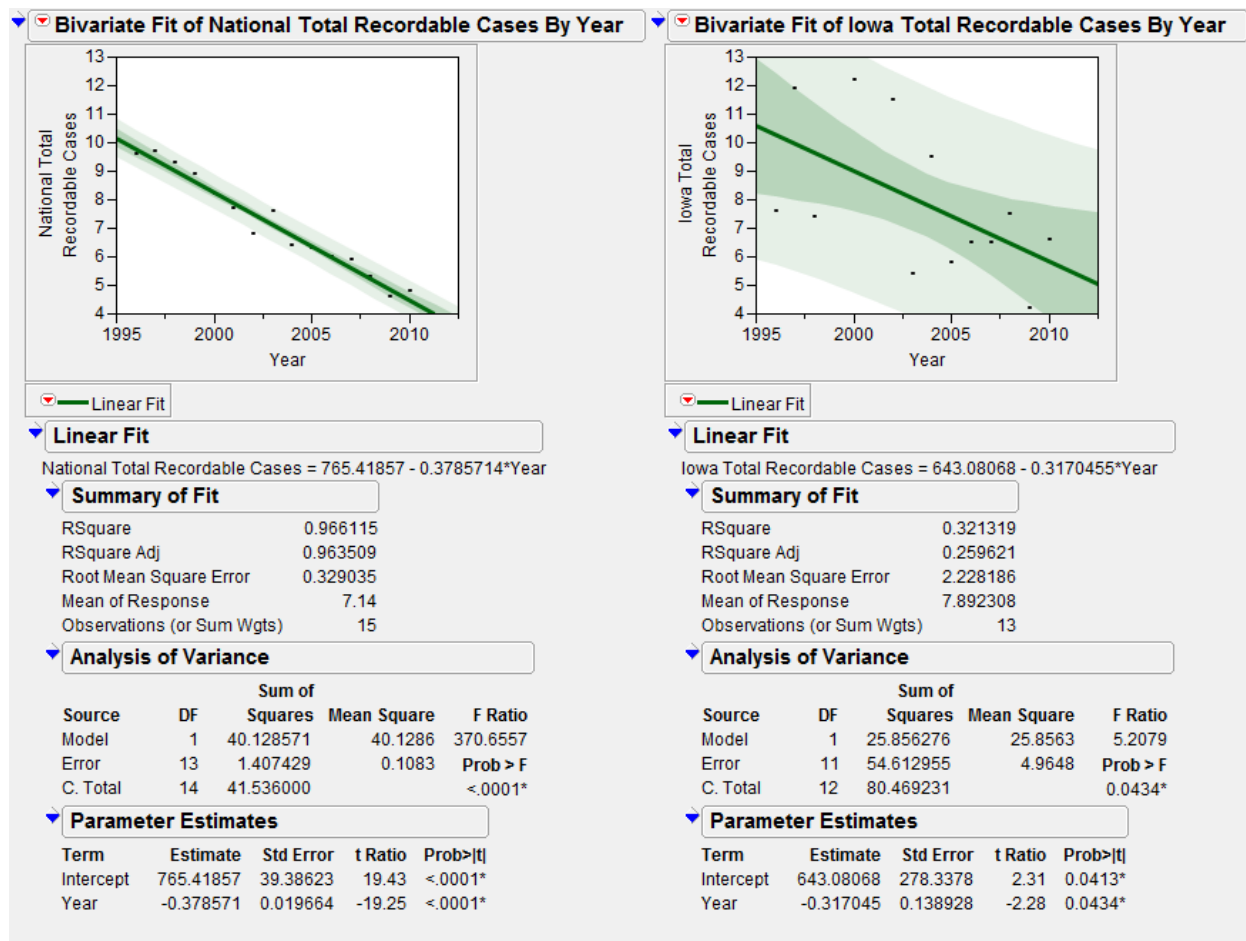 Bivariate Fit of National Total Recordable Cases By Year
13
12
11
10
9
8
7
6
5
4
National Total
Recordable Cases
1995 2000 2005 2010
Year
Linear Fit
Linear Fit
National Total Recordable Cases = 765.41857 - 0.3785714*Year
Summary of Fit
RSquare 0.966115
RSquare Adj 0.963509
Root Mean Square Error 0.329035
Mean of Response 7.14
Observations (or Sum Wgts) 15
Analysis of Variance
Sum of
Source DF Squares Mean Square F Ratio
Model 1 40.128571 40.1286 370.6557
Error 13 1.407429 0.1083 Prob > F
C. Total 14 41.536000 <.0001*
Parameter Estimates
Term Estimate Std Error t Ratio Prob>|t|
Intercept 765.41857 39.38623 19.43 <.0001*
Year -0.378571 0.019664 -19.25 <.0001*
Bivariate Fit of Iowa Total Recordable Cases By Year
13
12
11
10
9
8
7
6
5
4
Iowa Total
Recordable Cases
1995 2000 2005 2010
Year
Linear Fit
Linear Fit
Iowa Total Recordable Cases = 643.08068 - 0.3170455*Year
Summary of Fit
RSquare 0.321319
RSquare Adj 0.259621
Root Mean Square Error 2.228186
Mean of Response 7.892308
Observations (or Sum Wgts) 13
Analysis of Variance
Sum of
Source DF Squares Mean Square F Ratio
Model 1 25.856276 25.8563 5.2079
Error 11 54.612955 4.9648 Prob > F
C. Total 12 80.469231 0.0434*
Parameter Estimates
Term Estimate Std Error t Ratio Prob>|t|
Intercept 643.08068 278.3378 2.31 0.0413*
Year -0.317045 0.138928 -2.28 0.0434*